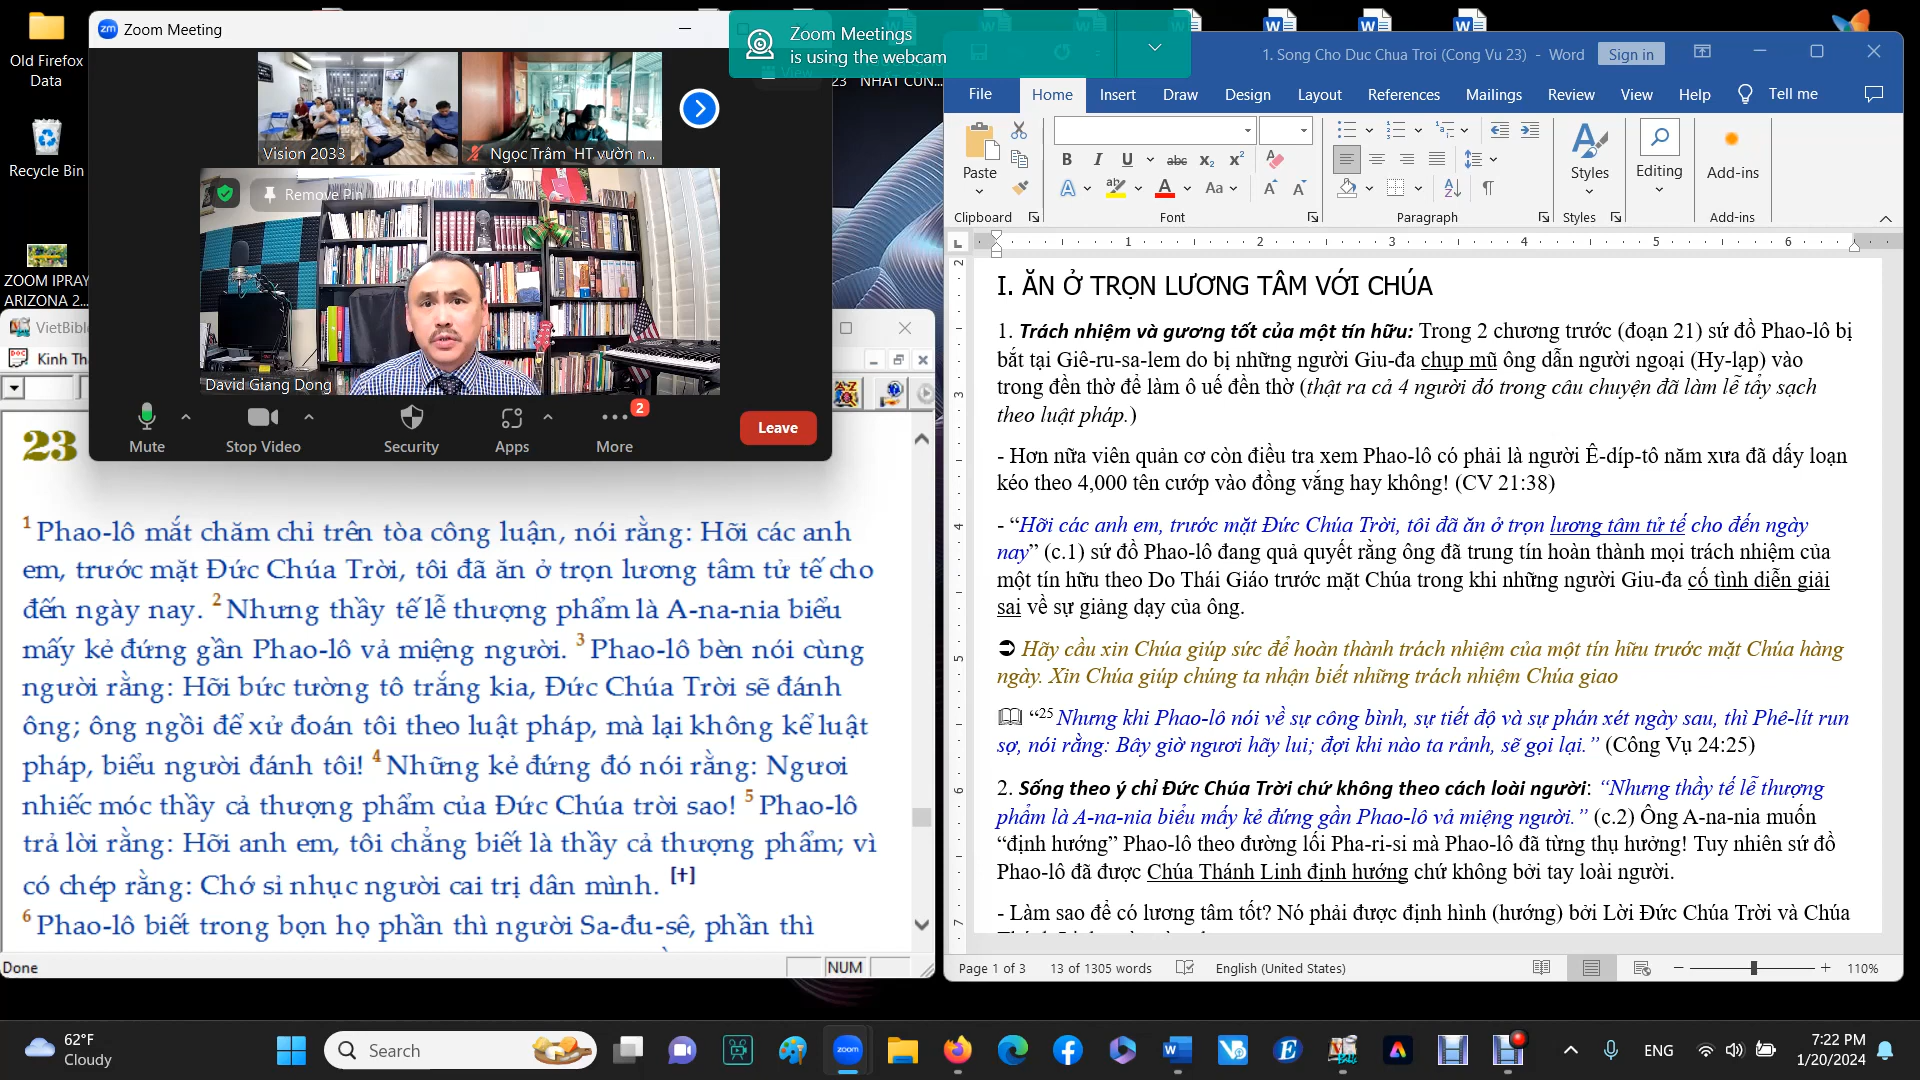 Old Firefox
Data
Recycle Bin
ZOOM IPRAY
ARIZONA 2...
Zoom Meeting
Vision 2033
Ngọc Trâm HT vườn n...
Remove Pin
David Giang Dong
Mute
Stop Video
Security
Apps
More
2
Leave
Zoom Meetings
is using the webcam
VietBible
Kinh Th
23
1 Phao-lô mắt chăm chỉ trên tòa công luận, nói rằng: Hỡi các anh
em, trước mặt Đức Chúa Trời, tôi đã ăn ở trọn lương tâm tử tế cho
đến ngày nay. 2 Nhưng thầy tế lễ thượng phẩm là A-na-nia biểu
mấy kẻ đứng gần Phao-lô vả miệng người. 3 Phao-lô bèn nói cùng
người rằng: Hỡi bức tường tô trắng kia, Đức Chúa Trời sẽ đánh
ông; ông ngồi để xử đoán tôi theo luật pháp, mà lại không kể luật
pháp, biểu người đánh tôi! 4 Những kẻ đứng đó nói rằng: Ngươi
nhiếc móc thầy cả thượng phẩm của Đức Chúa trời sao! 5 Phao-lô
trả lời rằng: Hỡi anh em, tôi chẳng biết là thầy cả thượng phẩm; vì
có chép rằng: Chớ sỉ nhục người cai trị dân mình. [+]
6 Phao-lô biết trong bọn họ phần thì người Sa-đu-sê, phần thì
Done
NUM
1. Song Cho Duc Chua Troi (Cong Vu 23) - Word
Sign in
File Home Insert Draw Design Layout References Mailings Review View Help Tell me
Paste
Styles
Editing
Add-ins
Clipboard Font Paragraph Styles Add-ins
I. ĂN Ở TRỌN LƯƠNG TÂM VỚI CHÚA
1. Trách nhiệm và gương tốt của một tín hữu: Trong 2 chương trước (đoạn 21) sứ đồ Phao-lô bị
bắt tại Giê-ru-sa-lem do bị những người Giu-đa chụp mũ ông dẫn người ngoại (Hy-lạp) vào
trong đền thờ để làm ô uế đền thờ (thật ra cả 4 người đó trong câu chuyện đã làm lễ tẩy sạch
theo luật pháp.)
- Hơn nữa viên quản cơ còn điều tra xem Phao-lô có phải là người Ê-díp-tô năm xưa đã dấy loạn
kéo theo 4,000 tên cướp vào đồng vắng hay không! (CV 21:38)
- “Hỡi các anh em, trước mặt Đức Chúa Trời, tôi đã ăn ở trọn lương tâm tử tế cho đến ngày
nay” (c.1) sứ đồ Phao-lô đang quả quyết rằng ông đã trung tín hoàn thành mọi trách nhiệm của
một tín hữu theo Do Thái Giáo trước mặt Chúa trong khi những người Giu-đa cố tình diễn giải
sai về sự giảng dạy của ông.
➲ Hãy cầu xin Chúa giúp sức để hoàn thành trách nhiệm của một tín hữu trước mặt Chúa hàng
ngày. Xin Chúa giúp chúng ta nhận biết những trách nhiệm Chúa giao
“25 Nhưng khi Phao-lô nói về sự công bình, sự tiết độ và sự phán xét ngày sau, thì Phê-lít run
sợ, nói rằng: Bây giờ ngươi hãy lui; đợi khi nào ta rảnh, sẽ gọi lại.” (Công Vụ 24:25)
2. Sống theo ý chỉ Đức Chúa Trời chứ không theo cách loài người: “Nhưng thầy tế lễ thượng
phẩm là A-na-nia biểu mấy kẻ đứng gần Phao-lô vả miệng người.” (c.2) Ông A-na-nia muốn
“định hướng” Phao-lô theo đường lối Pha-ri-si mà Phao-lô đã từng thụ hưởng! Tuy nhiên sứ đồ
Phao-lô đã được Chúa Thánh Linh định hướng chứ không bởi tay loài người.
- Làm sao để có lương tâm tốt? Nó phải được định hình (hướng) bởi Lời Đức Chúa Trời và Chúa
Page 1 of 3 13 of 1305 words English (United States) 110%
62°F
Cloudy
Search
zoom
ENG
7:22 PM
1/20/2024